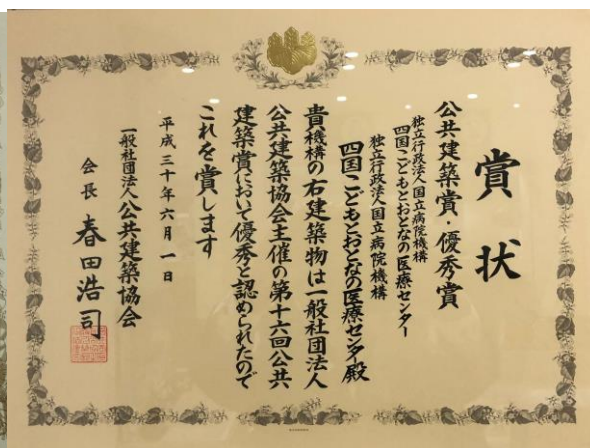 賞状
公共建築賞・優秀賞
独立行政法人国立病院機構
四国こどもとおとなの医療センター
独立行政法人国立病院機構
四国こどもとおとなの医療センター殿
貴機構の右建築物は一般社団法人
公共建築協会主催の第十六回公共
建築賞において優秀と認められたので
これを賞します
平成三十年六月一日
一般社団法人公共建築協会
会長 春田浩司